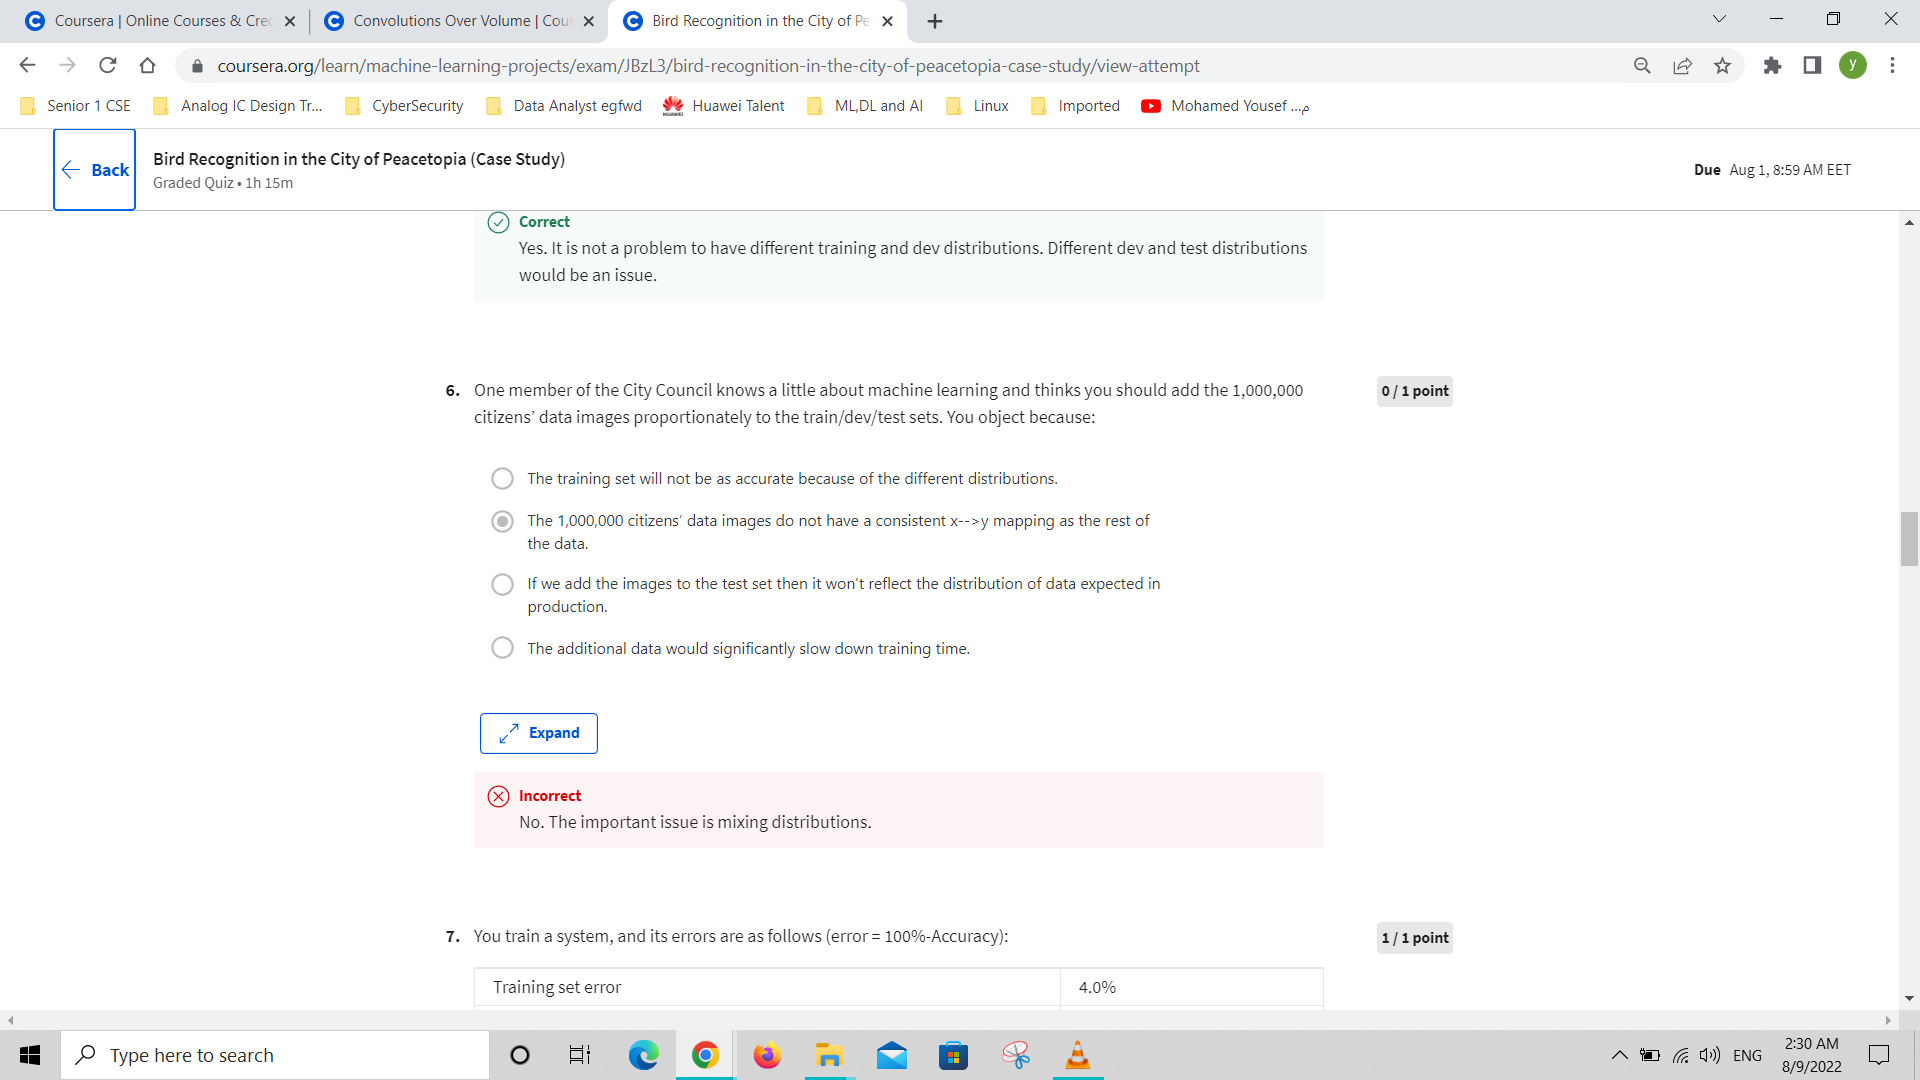 Coursera | Online Courses & Crec
Convolutions Over Volume | Cour
Bird Recognition in the City of Pe
coursera.org/learn/machine-learning-projects/exam/JBzL3/bird-recognition-in-the-city-of-peacetopia-case-study/view-attempt
y
Senior 1 CSE
Analog IC Design Tr...
CyberSecurity
Data Analyst egfwd
Huawei Talent
ML,DL and AI
Linux
Imported
Mohamed Yousef ...م
Back
Bird Recognition in the City of Peacetopia (Case Study)
Graded Quiz • 1h 15m
Due Aug 1, 8:59 AM EET
Correct
Yes. It is not a problem to have different training and dev distributions. Different dev and test distributions
would be an issue.
6. One member of the City Council knows a little about machine learning and thinks you should add the 1,000,000
citizens’ data images proportionately to the train/dev/test sets. You object because:
0 / 1 point
The training set will not be as accurate because of the different distributions.
The 1,000,000 citizens’ data images do not have a consistent x-->y mapping as the rest of
the data.
If we add the images to the test set then it won't reflect the distribution of data expected in
production.
The additional data would significantly slow down training time.
Expand
Incorrect
No. The important issue is mixing distributions.
7. You train a system, and its errors are as follows (error = 100%-Accuracy):
1 / 1 point
Training set error 4.0%
Type here to search
ENG
2:30 AM
8/9/2022